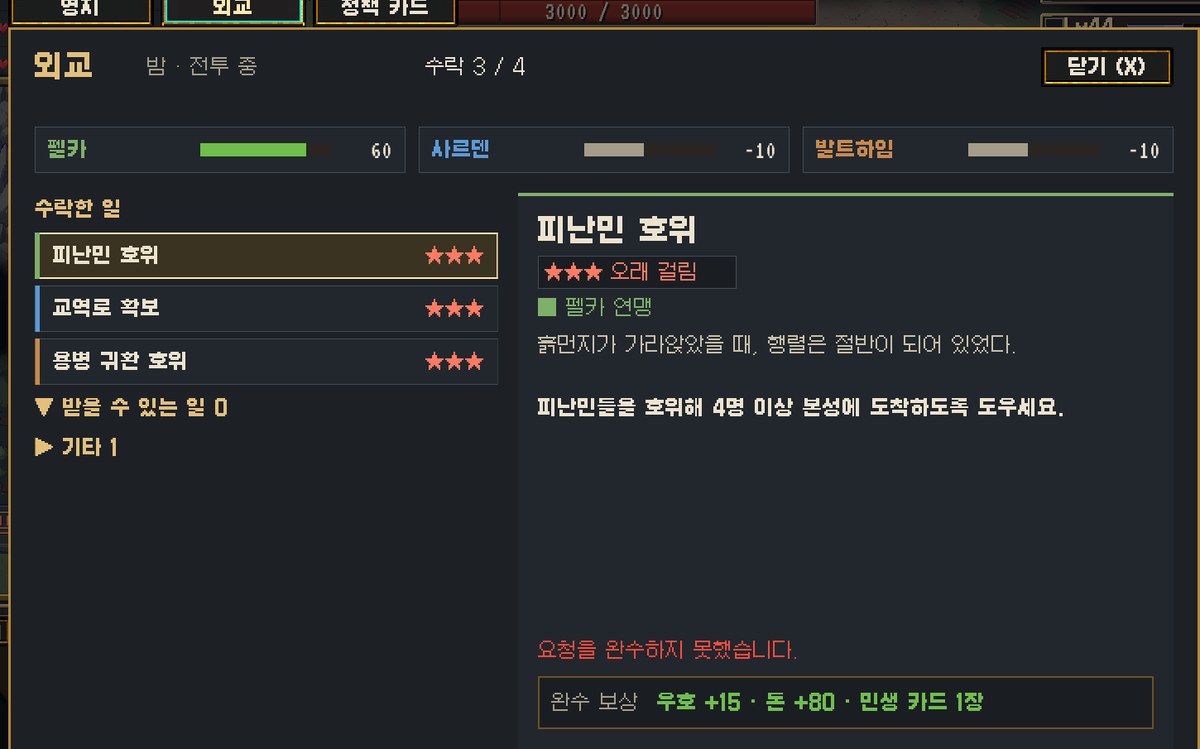 영지 외교 정책 카드 3000 / 3000
Lv44
외교 밤 · 전투 중 수락 3 / 4 닫기 (X)
펠카 60 사르덴 -10 발트하임 -10
수락한 일
피난민 호위 ★★★
교역로 확보 ★★★
용병 귀환 호위 ★★★
▼ 받을 수 있는 일 0
▶ 기타 1
피난민 호위
★★★ 오래 걸림
펠카 연맹
흙먼지가 가라앉았을 때, 행렬은 절반이 되어 있었다.
피난민들을 호위해 4명 이상 본성에 도착하도록 도우세요.
요청을 완수하지 못했습니다.
완수 보상 우호 +15 · 돈 +80 · 민생 카드 1장